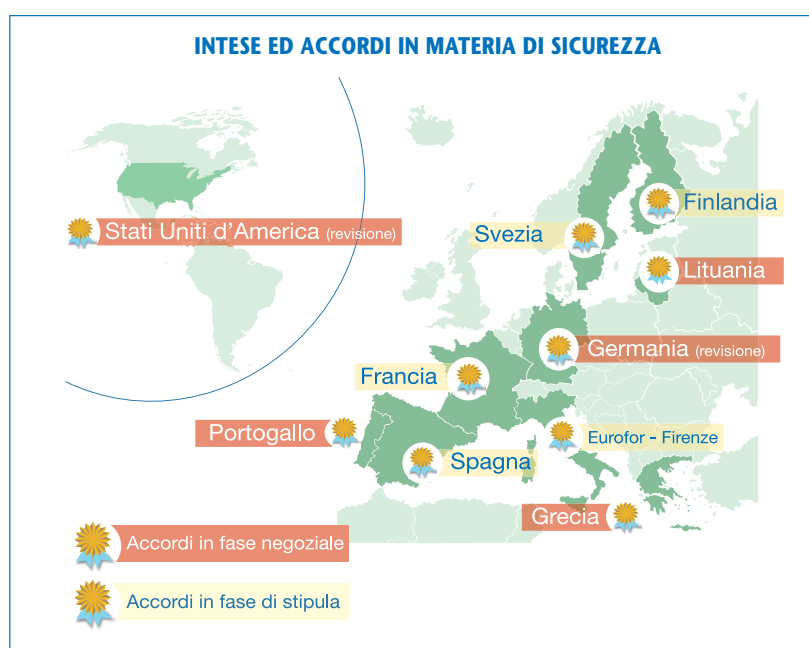 INTESE ED ACCORDI IN MATERIA DI SICUREZZA
Finlandia
Stati Uniti d'America (revisione)
Svezia
Lituania
Germania (revisione)
Francia
Portogallo
Eurofor - Firenze
Spagna
Grecia
Accordi in fase negoziale
Accordi in fase di stipula